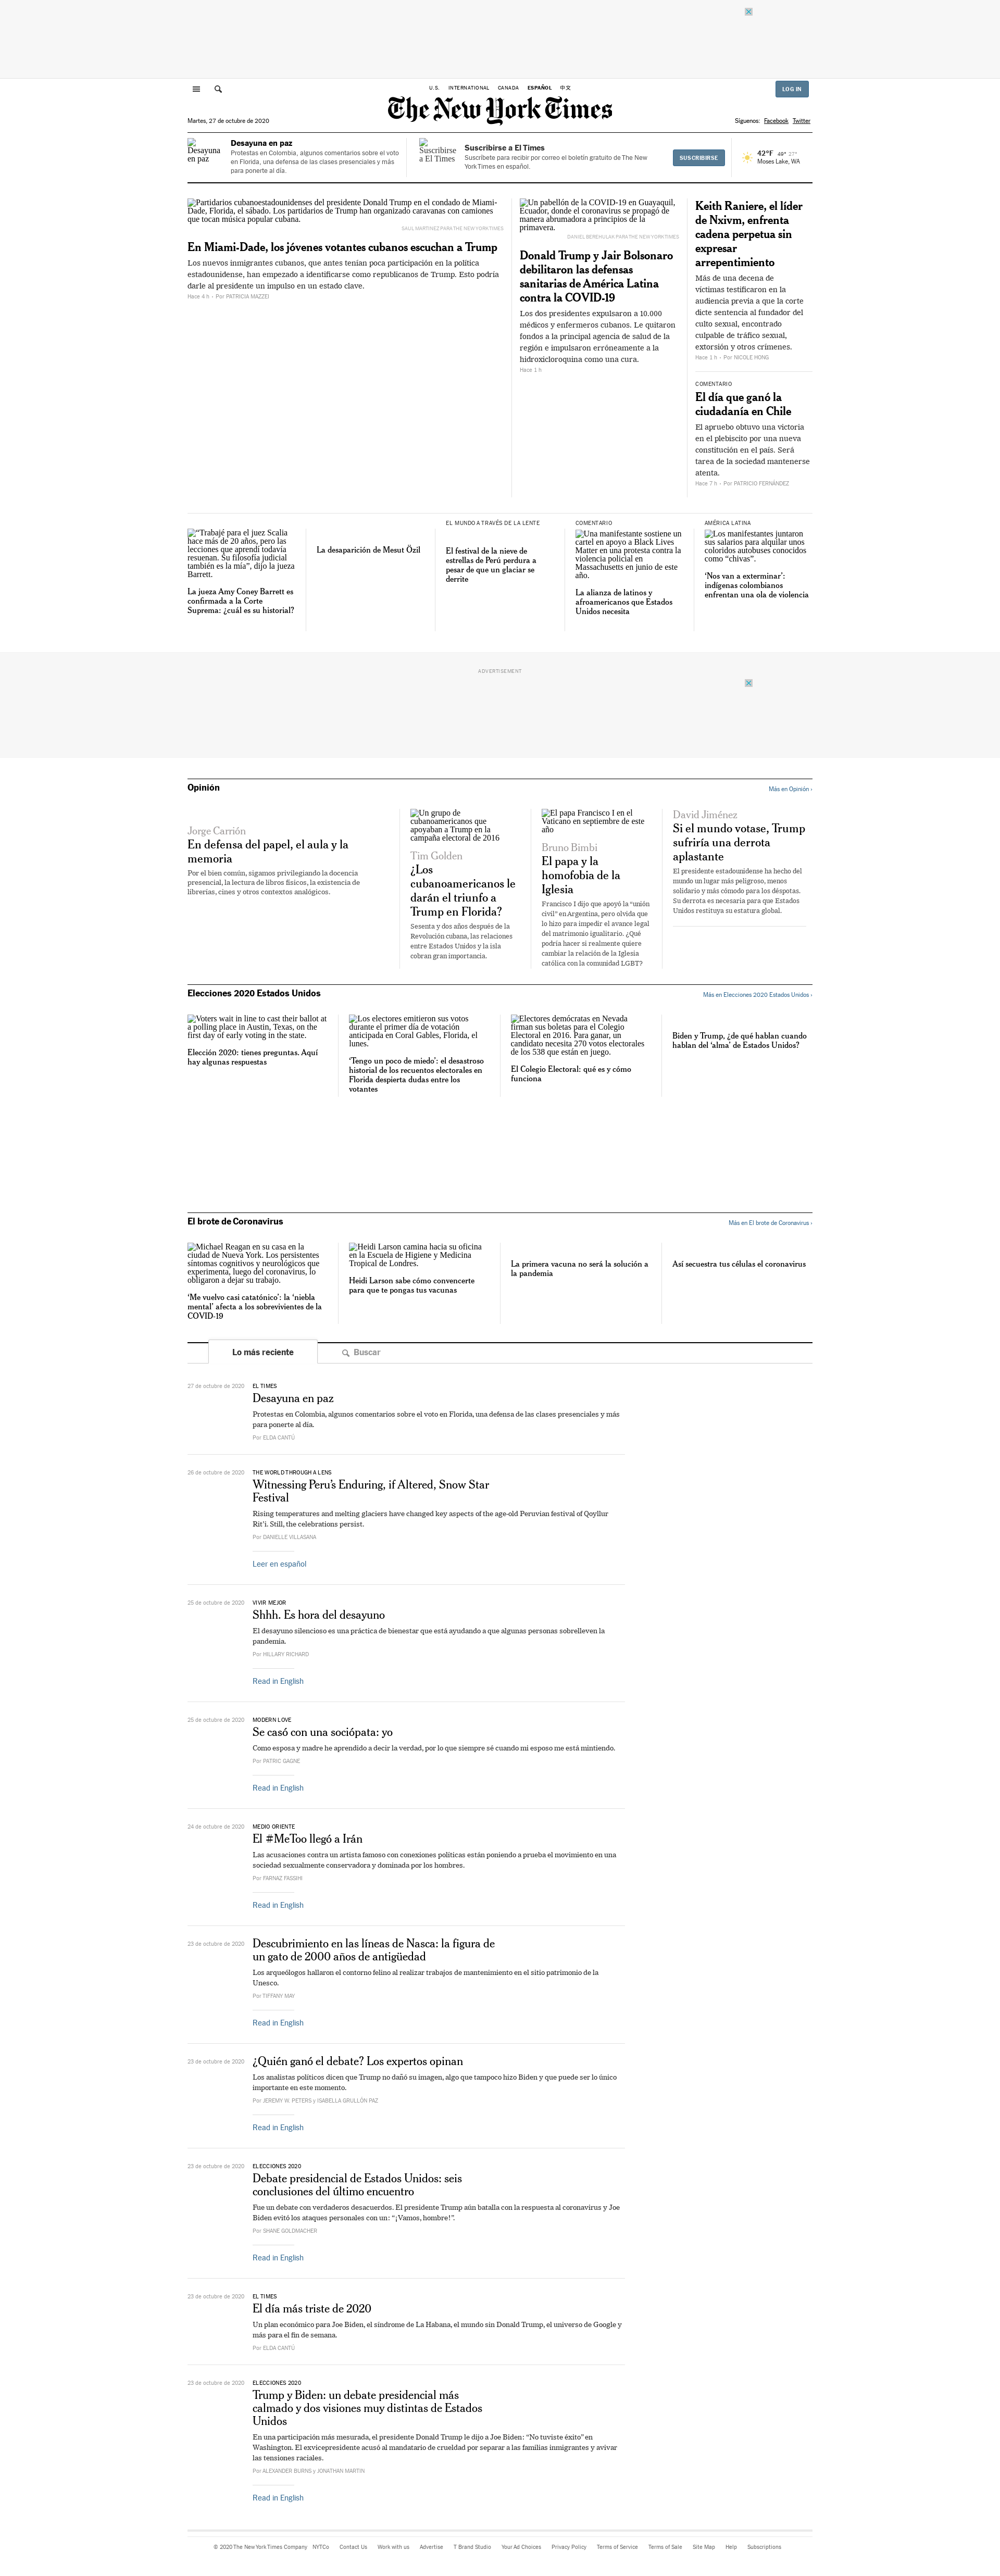 U.S.
INTERNATIONAL
CANADA
ESPAÑOL
中文
LOG IN
The New York Times
Martes, 27 de octubre de 2020
Síguenos:
Facebook
Twitter
Desayuna
en paz
Desayuna en paz
Protestas en Colombia, algunos comentarios sobre el voto
en Florida, una defensa de las clases presenciales y más
para ponerte al día.
Suscribirse
a El Times
Suscribirse a El Times
Suscríbete para recibir por correo el boletín gratuito de The New
York Times en español.
SUSCRIBIRSE
42°F 49° 27°
Moses Lake, WA
Partidarios cubanoestadounidenses del presidente Donald Trump en el condado de Miami-
Dade, Florida, el sábado. Los partidarios de Trump han organizado caravanas con camiones
que tocan música popular cubana.
SAUL MARTINEZ PARA THE NEW YORK TIMES
En Miami-Dade, los jóvenes votantes cubanos escuchan a Trump
Los nuevos inmigrantes cubanos, que antes tenían poca participación en la política
estadounidense, han empezado a identificarse como republicanos de Trump. Esto podría
darle al presidente un impulso en un estado clave.
Hace 4 h • Por PATRICIA MAZZEI
Un pabellón de la COVID-19 en Guayaquil,
Ecuador, donde el coronavirus se propagó de
manera abrumadora a principios de la
primavera.
DANIEL BEREHULAK PARA THE NEW YORK TIMES
Donald Trump y Jair Bolsonaro
debilitaron las defensas
sanitarias de América Latina
contra la COVID-19
Los dos presidentes expulsaron a 10.000
médicos y enfermeros cubanos. Le quitaron
fondos a la principal agencia de salud de la
región e impulsaron erróneamente a la
hidroxicloroquina como una cura.
Hace 1 h
Keith Raniere, el líder
de Nxivm, enfrenta
cadena perpetua sin
expresar
arrepentimiento
Más de una decena de
víctimas testificaron en la
audiencia previa a que la corte
dicte sentencia al fundador del
culto sexual, encontrado
culpable de tráfico sexual,
extorsión y otros crímenes.
Hace 1 h • Por NICOLE HONG
COMENTARIO
El día que ganó la
ciudadanía en Chile
El apruebo obtuvo una victoria
en el plebiscito por una nueva
constitución en el país. Será
tarea de la sociedad mantenerse
atenta.
Hace 7 h • Por PATRICIO FERNÁNDEZ
“Trabajé para el juez Scalia
hace más de 20 años, pero las
lecciones que aprendí todavía
resuenan. Su filosofía judicial
también es la mía”, dijo la jueza
Barrett.
La jueza Amy Coney Barrett es
confirmada a la Corte
Suprema: ¿cuál es su historial?
La desaparición de Mesut Özil
EL MUNDO A TRAVÉS DE LA LENTE
El festival de la nieve de
estrellas de Perú perdura a
pesar de que un glaciar se
derrite
COMENTARIO
Una manifestante sostiene un
cartel en apoyo a Black Lives
Matter en una protesta contra la
violencia policial en
Massachusetts en junio de este
año.
La alianza de latinos y
afroamericanos que Estados
Unidos necesita
AMÉRICA LATINA
Los manifestantes juntaron
sus salarios para alquilar unos
coloridos autobuses conocidos
como “chivas”.
‘Nos van a exterminar’:
indígenas colombianos
enfrentan una ola de violencia
ADVERTISEMENT
Opinión
Más en Opinión ›
Jorge Carrión
En defensa del papel, el aula y la
memoria
Por el bien común, sigamos privilegiando la docencia
presencial, la lectura de libros físicos, la existencia de
librerías, cines y otros contextos analógicos.
Un grupo de
cubanoamericanos que
apoyaban a Trump en la
campaña electoral de 2016
Tim Golden
¿Los
cubanoamericanos le
darán el triunfo a
Trump en Florida?
Sesenta y dos años después de la
Revolución cubana, las relaciones
entre Estados Unidos y la isla
cobran gran importancia.
El papa Francisco I en el
Vaticano en septiembre de este
año
Bruno Bimbi
El papa y la
homofobia de la
Iglesia
Francisco I dijo que apoyó la “unión
civil” en Argentina, pero olvida que
lo hizo para impedir el avance legal
del matrimonio igualitario. ¿Qué
podría hacer si realmente quiere
cambiar la relación de la Iglesia
católica con la comunidad LGBT?
David Jiménez
Si el mundo votase, Trump
sufriría una derrota
aplastante
El presidente estadounidense ha hecho del
mundo un lugar más peligroso, menos
solidario y más cómodo para los déspotas.
Su derrota es necesaria para que Estados
Unidos restituya su estatura global.
Elecciones 2020 Estados Unidos
Más en Elecciones 2020 Estados Unidos ›
Voters wait in line to cast their ballot at
a polling place in Austin, Texas, on the
first day of early voting in the state.
Elección 2020: tienes preguntas. Aquí
hay algunas respuestas
Los electores emitieron sus votos
durante el primer día de votación
anticipada en Coral Gables, Florida, el
lunes.
‘Tengo un poco de miedo’: el desastroso
historial de los recuentos electorales en
Florida despierta dudas entre los
votantes
Electores demócratas en Nevada
firman sus boletas para el Colegio
Electoral en 2016. Para ganar, un
candidato necesita 270 votos electorales
de los 538 que están en juego.
El Colegio Electoral: qué es y cómo
funciona
Biden y Trump, ¿de qué hablan cuando
hablan del ‘alma’ de Estados Unidos?
El brote de Coronavirus
Más en El brote de Coronavirus ›
Michael Reagan en su casa en la
ciudad de Nueva York. Los persistentes
síntomas cognitivos y neurológicos que
experimenta, luego del coronavirus, lo
obligaron a dejar su trabajo.
‘Me vuelvo casi catatónico’: la ‘niebla
mental’ afecta a los sobrevivientes de la
COVID-19
Heidi Larson camina hacia su oficina
en la Escuela de Higiene y Medicina
Tropical de Londres.
Heidi Larson sabe cómo convencerte
para que te pongas tus vacunas
La primera vacuna no será la solución a
la pandemia
Así secuestra tus células el coronavirus
Lo más reciente
Buscar
27 de octubre de 2020
EL TIMES
Desayuna en paz
Protestas en Colombia, algunos comentarios sobre el voto en Florida, una defensa de las clases presenciales y más
para ponerte al día.
Por ELDA CANTÚ
26 de octubre de 2020
THE WORLD THROUGH A LENS
Witnessing Peru’s Enduring, if Altered, Snow Star
Festival
Rising temperatures and melting glaciers have changed key aspects of the age-old Peruvian festival of Qoyllur
Rit’i. Still, the celebrations persist.
Por DANIELLE VILLASANA
Leer en español
25 de octubre de 2020
VIVIR MEJOR
Shhh. Es hora del desayuno
El desayuno silencioso es una práctica de bienestar que está ayudando a que algunas personas sobrelleven la
pandemia.
Por HILLARY RICHARD
Read in English
25 de octubre de 2020
MODERN LOVE
Se casó con una sociópata: yo
Como esposa y madre he aprendido a decir la verdad, por lo que siempre sé cuando mi esposo me está mintiendo.
Por PATRIC GAGNE
Read in English
24 de octubre de 2020
MEDIO ORIENTE
El #MeToo llegó a Irán
Las acusaciones contra un artista famoso con conexiones políticas están poniendo a prueba el movimiento en una
sociedad sexualmente conservadora y dominada por los hombres.
Por FARNAZ FASSIHI
Read in English
23 de octubre de 2020
Descubrimiento en las líneas de Nasca: la figura de
un gato de 2000 años de antigüedad
Los arqueólogos hallaron el contorno felino al realizar trabajos de mantenimiento en el sitio patrimonio de la
Unesco.
Por TIFFANY MAY
Read in English
23 de octubre de 2020
¿Quién ganó el debate? Los expertos opinan
Los analistas políticos dicen que Trump no dañó su imagen, algo que tampoco hizo Biden y que puede ser lo único
importante en este momento.
Por JEREMY W. PETERS y ISABELLA GRULLÓN PAZ
Read in English
23 de octubre de 2020
ELECCIONES 2020
Debate presidencial de Estados Unidos: seis
conclusiones del último encuentro
Fue un debate con verdaderos desacuerdos. El presidente Trump aún batalla con la respuesta al coronavirus y Joe
Biden evitó los ataques personales con un: “¡Vamos, hombre!”.
Por SHANE GOLDMACHER
Read in English
23 de octubre de 2020
EL TIMES
El día más triste de 2020
Un plan económico para Joe Biden, el síndrome de La Habana, el mundo sin Donald Trump, el universo de Google y
más para el fin de semana.
Por ELDA CANTÚ
23 de octubre de 2020
ELECCIONES 2020
Trump y Biden: un debate presidencial más
calmado y dos visiones muy distintas de Estados
Unidos
En una participación más mesurada, el presidente Donald Trump le dijo a Joe Biden: “No tuviste éxito” en
Washington. El exvicepresidente acusó al mandatario de crueldad por separar a las familias inmigrantes y avivar
las tensiones raciales.
Por ALEXANDER BURNS y JONATHAN MARTIN
Read in English
© 2020 The New York Times Company
NYTCo
Contact Us
Work with us
Advertise
T Brand Studio
Your Ad Choices
Privacy Policy
Terms of Service
Terms of Sale
Site Map
Help
Subscriptions